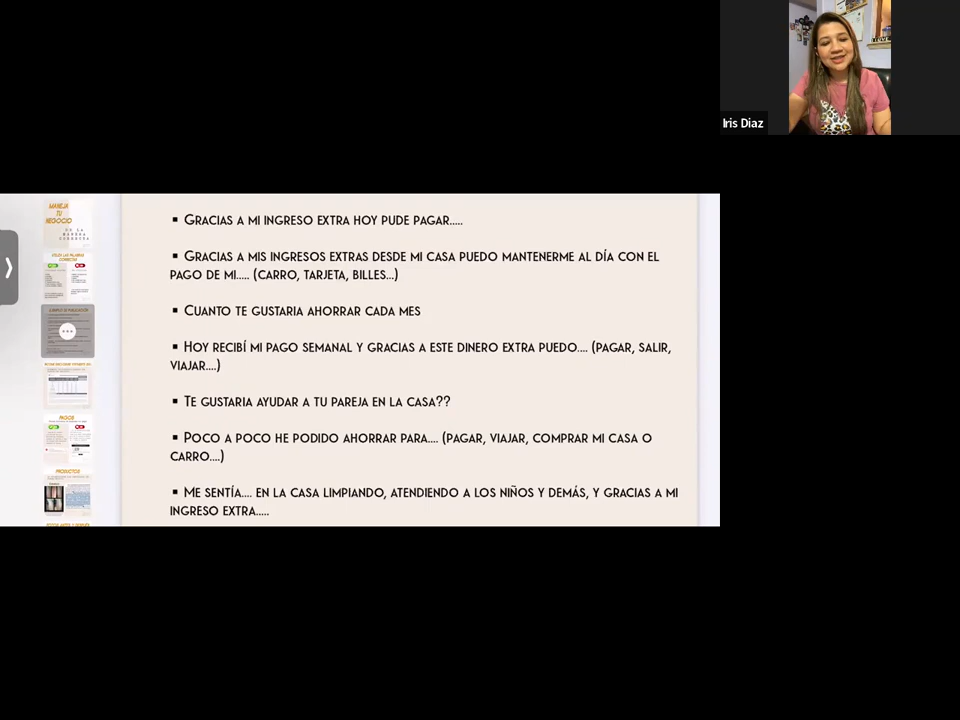 Iris Diaz
MANEJA
TU
NEGOCIO
▪ GRACIAS A MI INGRESO EXTRA HOY PUDE PAGAR.....
▪ GRACIAS A MIS INGRESOS EXTRAS DESDE MI CASA PUEDO MANTENERME AL DÍA CON EL
PAGO DE MI..... (CARRO, TARJETA, BILLES...)
▪ CUANTO TE GUSTARIA AHORRAR CADA MES
▪ HOY RECIBÍ MI PAGO SEMANAL Y GRACIAS A ESTE DINERO EXTRA PUEDO.... (PAGAR, SALIR,
VIAJAR....)
▪ TE GUSTARIA AYUDAR A TU PAREJA EN LA CASA??
▪ POCO A POCO HE PODIDO AHORRAR PARA.... (PAGAR, VIAJAR, COMPRAR MI CASA O
CARRO....)
▪ ME SENTÍA.... EN LA CASA LIMPIANDO, ATENDIENDO A LOS NIÑOS Y DEMÁS, Y GRACIAS A MI
INGRESO EXTRA.....
PAGOS
PRODUCTOS